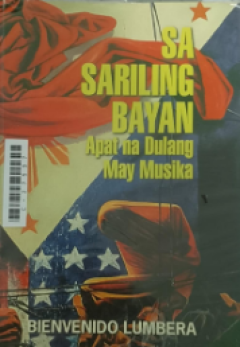 SA
SARILING
BAYAN
Apat na Dulang
May Musika
BIENVENIDO LUMBERA